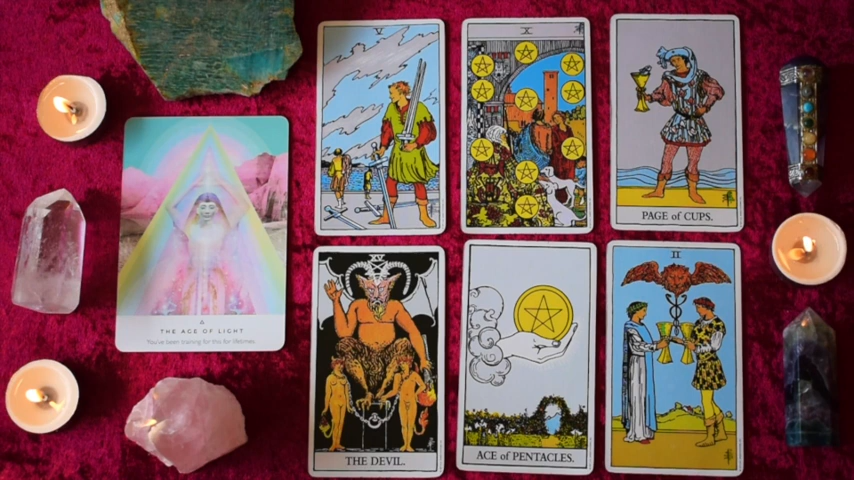 V
X
PAGE of CUPS.
THE AGE OF LIGHT
You've been training for this for lifetimes.
XV
THE DEVIL.
ACE of PENTACLES.
II